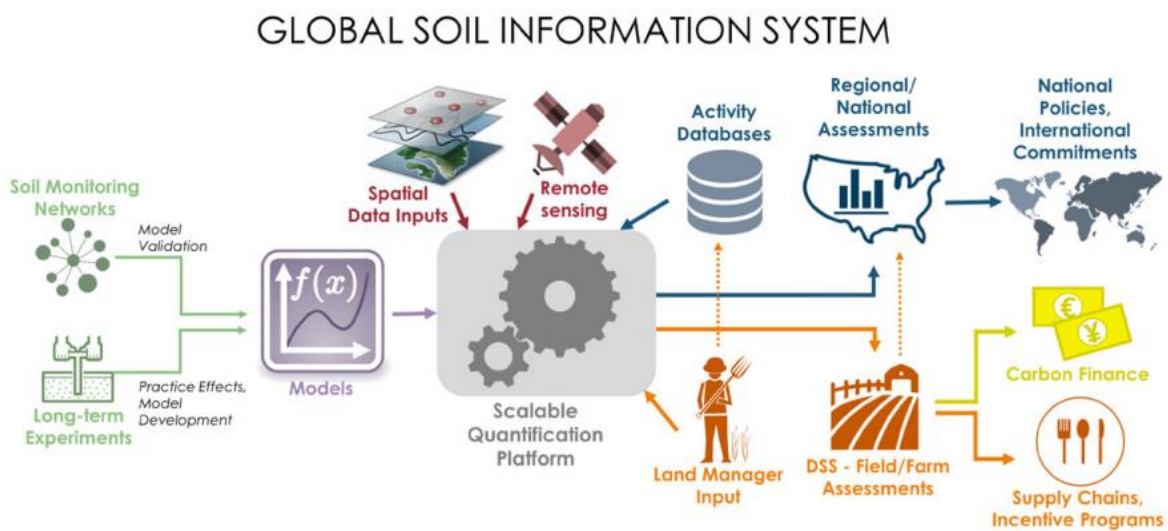 GLOBAL SOIL INFORMATION SYSTEM
Soil Monitoring
Networks
Model
Validation
Long-term
Experiments
Practice Effects,
Model
Development
f(x)
Models
Spatial
Data Inputs
Remote
sensing
Scalable
Quantification
Platform
Activity
Databases
Land Manager
Input
Regional/
National
Assessments
DSS - Field/Farm
Assessments
National
Policies,
International
Commitments
€
¥
Carbon Finance
Supply Chains,
Incentive Programs